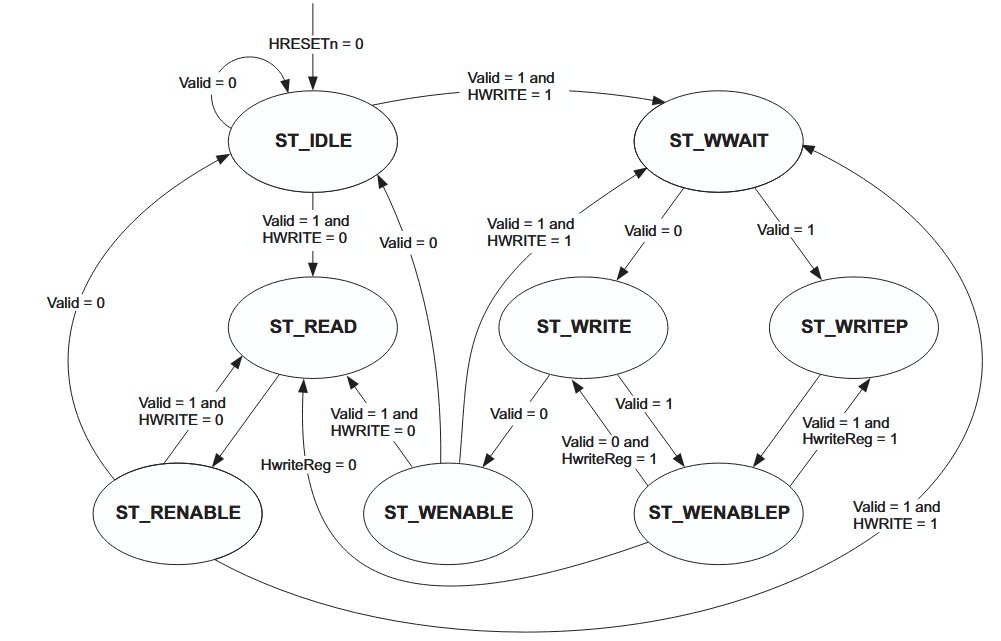 HRESETn = 0
Valid = 0
Valid = 1 and
HWRITE = 1
ST_IDLE
ST_WWAIT
Valid = 1 and
HWRITE = 0
Valid = 0
Valid = 1 and
HWRITE = 1
Valid = 0
Valid = 1
Valid = 0
ST_READ
ST_WRITE
ST_WRITEP
Valid = 1 and
HWRITE = 0
Valid = 1 and
HWRITE = 0
Valid = 0
Valid = 1
Valid = 0 and
HwriteReg = 1
Valid = 1 and
HwriteReg = 1
HwriteReg = 0
ST_RENABLE
ST_WENABLE
ST_WENABLEP
Valid = 1 and
HWRITE = 1